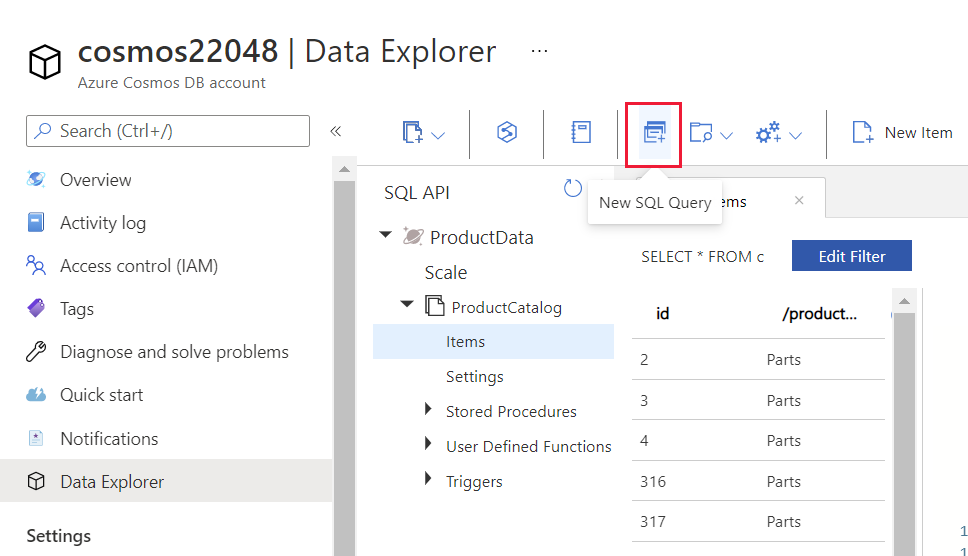 cosmos22048 | Data Explorer ...
Azure Cosmos DB account
Search (Ctrl+/)
«
Overview
Activity log
Access control (IAM)
Tags
Diagnose and solve problems
Quick start
Notifications
Data Explorer
Settings
New Item
SQL API
New SQL Query
ems
ProductData
Scale
ProductCatalog
Items
Settings
Stored Procedures
User Defined Functions
Triggers
SELECT * FROM c
Edit Filter
id /product...
2 Parts
3 Parts
4 Parts
316 Parts
317 Parts
1